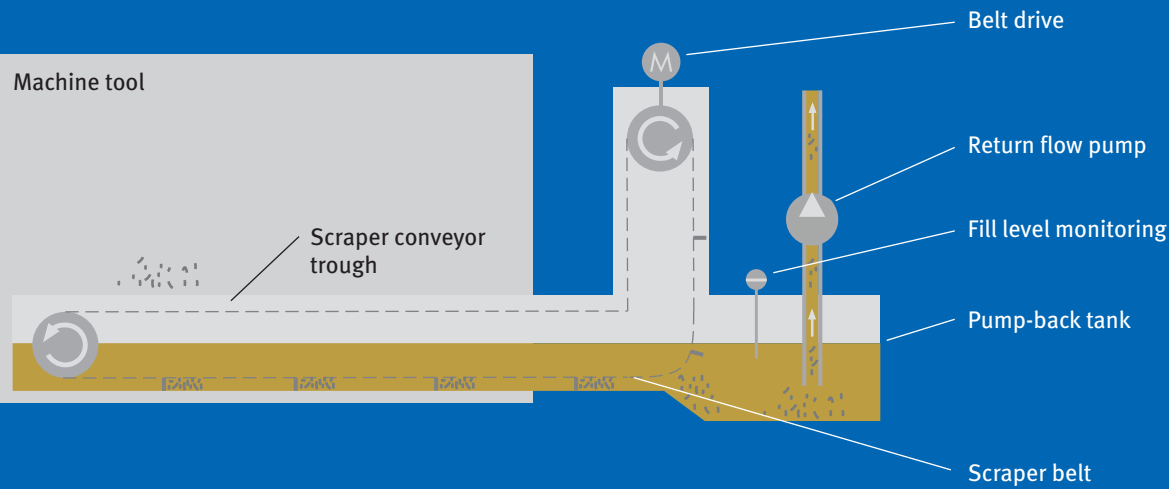 Belt drive
M
Machine tool
Return flow pump
Scraper conveyor
trough
Fill level monitoring
Pump-back tank
Scraper belt